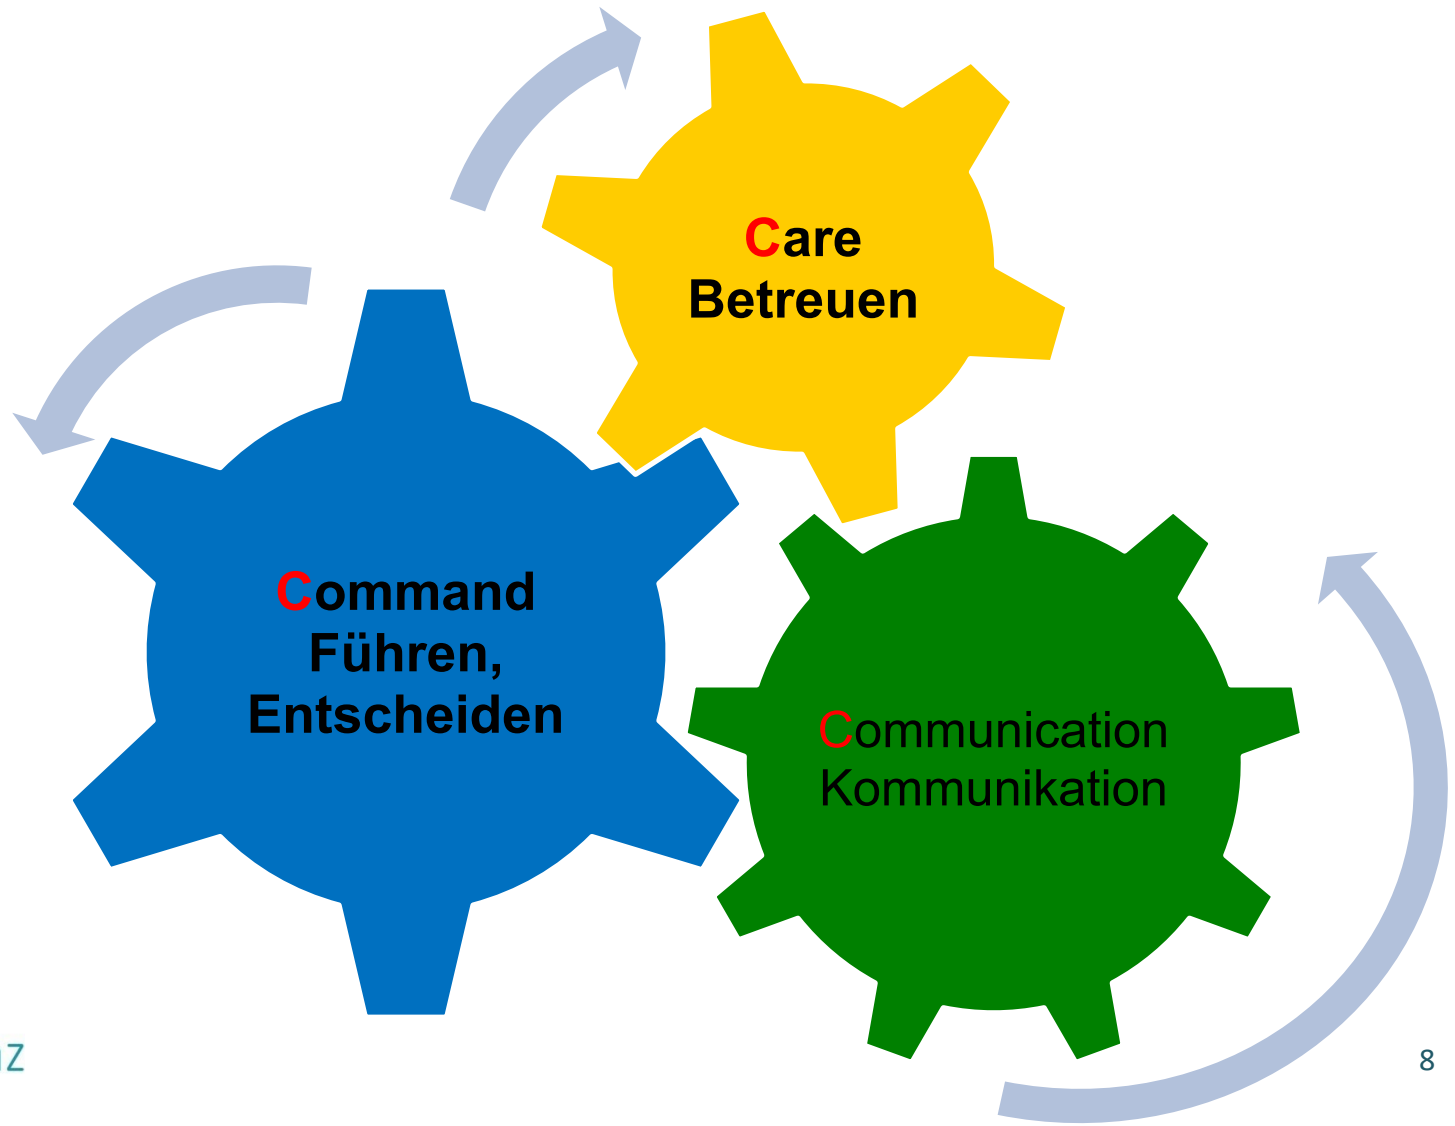 Care
Betreuen
Command
Führen,
Entscheiden
Communication
Kommunikation
8